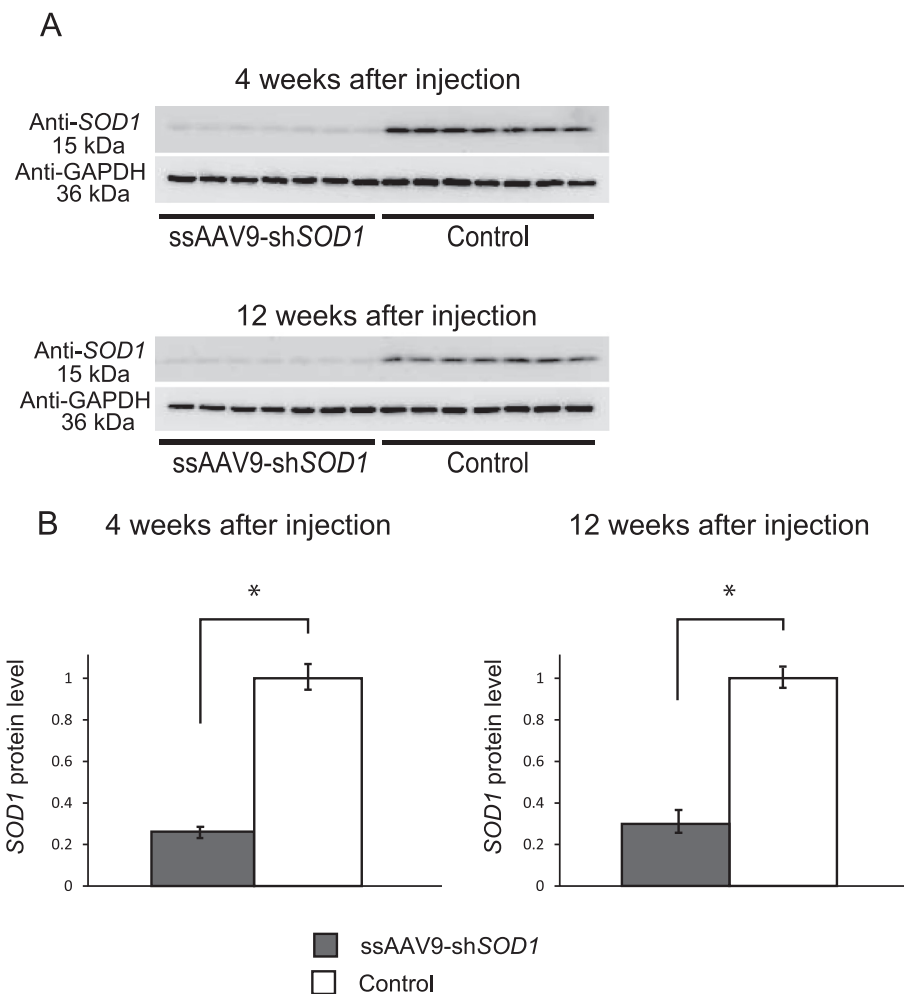 A
4 weeks after injection
Anti-SOD1
15 kDa
Anti-GAPDH
36 kDa
ssAAV9-shSOD1 Control
12 weeks after injection
Anti-SOD1
15 kDa
Anti-GAPDH
36 kDa
ssAAV9-shSOD1 Control
B 4 weeks after injection 12 weeks after injection
* *
SOD1 protein level
1
0.8
0.6
0.4
0.2
0
SOD1 protein level
1
0.8
0.6
0.4
0.2
0
ssAAV9-shSOD1
Control